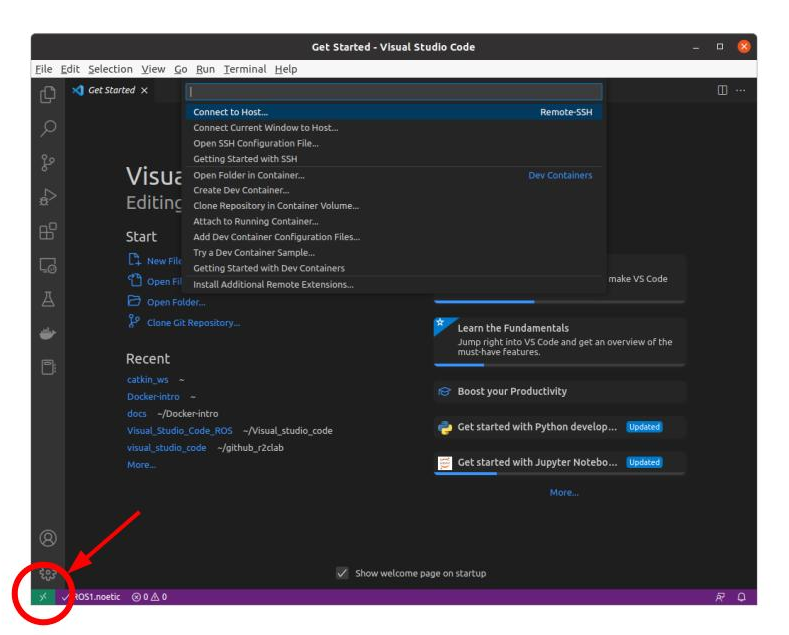 Get Started - Visual Studio Code
File Edit Selection View Go Run Terminal Help
Get Started
Connect to Host... Remote-SSH
Connect Current Window to Host...
Open SSH Configuration File...
Getting Started with SSH
Open Folder in Container... Dev Containers
Create Dev Container...
Clone Repository in Container Volume...
Attach to Running Container...
Add Dev Container Configuration Files...
Try a Dev Container Sample...
Getting Started with Dev Containers
Install Additional Remote Extensions...
Visua
Editing
Start
New File
Open Fil
Open Folder...
Clone Git Repository...
Recent
catkin_ws ~
Docker-intro ~
docs ~/Docker-intro
Visual_Studio_Code_ROS ~/Visual_studio_code
visual_studio_code ~/github_r2clab
More...
make VS Code
Learn the Fundamentals
Jump right into VS Code and get an overview of the
must-have features.
Boost your Productivity
Get started with Python develop... Updated
Get started with Jupyter Notebo... Updated
More...
Show welcome page on startup
ROS1.noetic 0 0